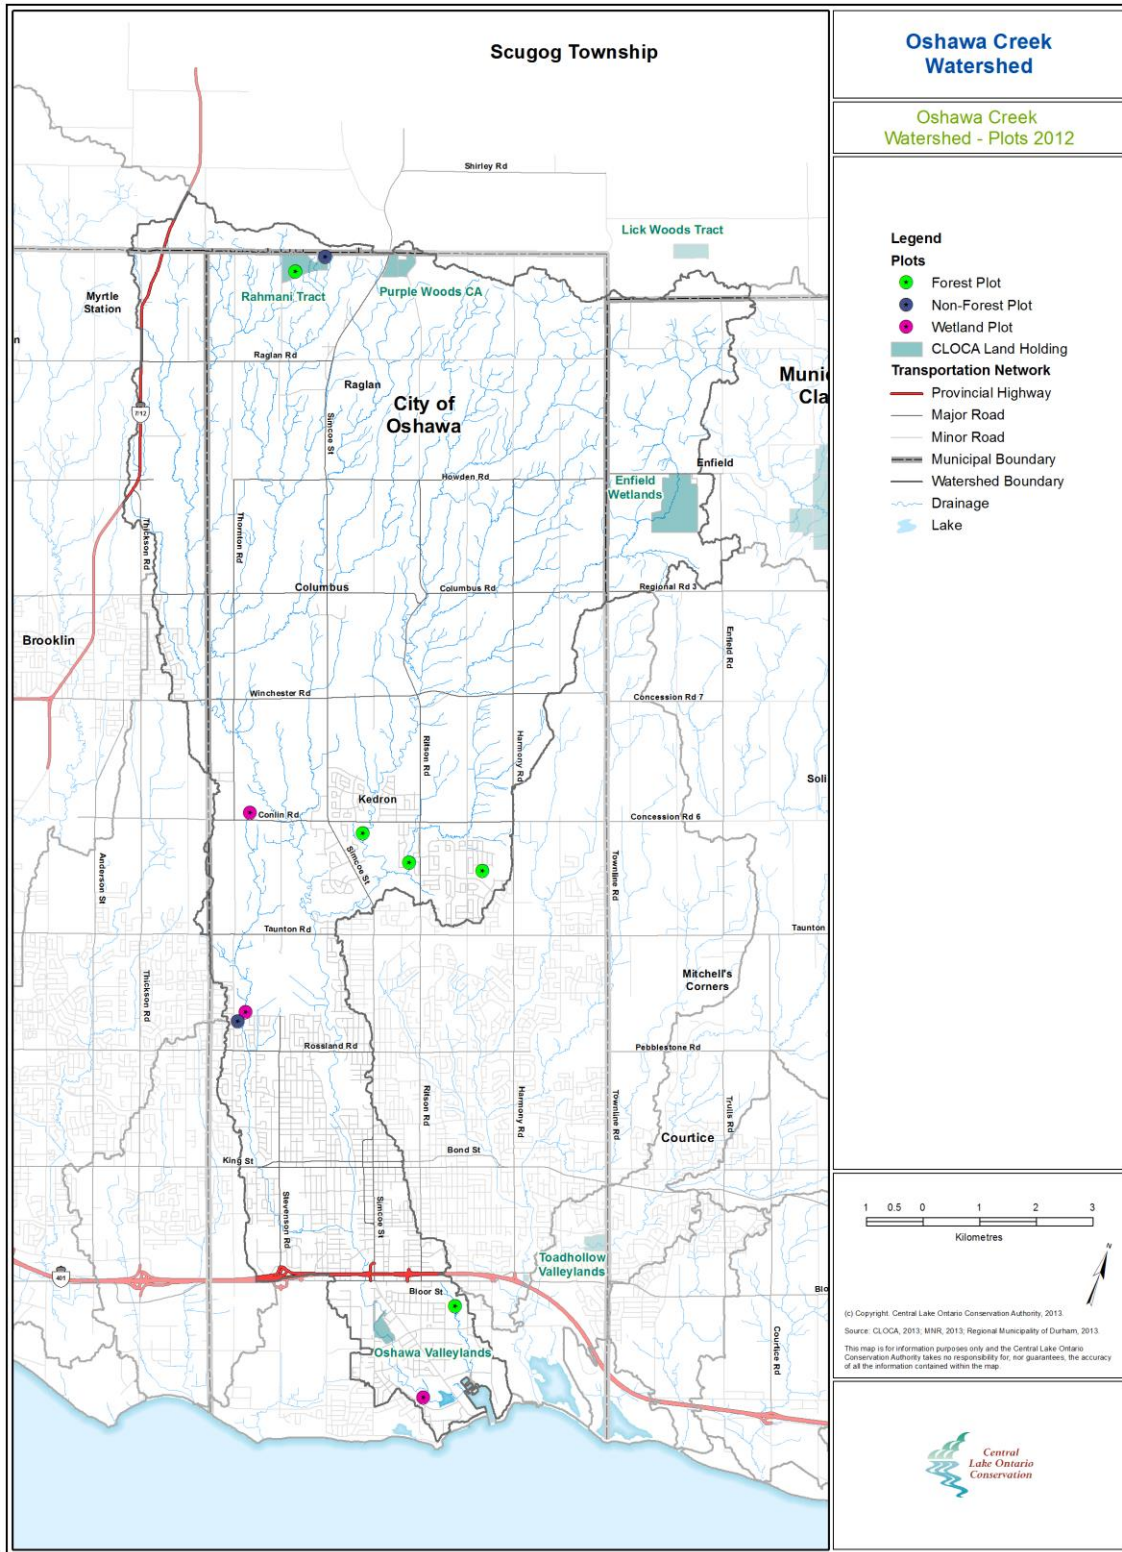 Scugog Township
Shirley Rd
Lick Woods Tract
Myrtle
Station
Rahmani Tract
Purple Woods CA
n
Raglan Rd
Raglan
City of
Oshawa
Munic
Cla
7/12
Simcoe St
Howden Rd
Enfield
Enfield
Wetlands
Thickson Rd
Thornton Rd
Columbus
Columbus Rd
Regional Rd 3
Brooklin
Enfield Rd
Winchester Rd
Concession Rd 7
Ritson Rd
Harmony Rd
Kedron
Soli
Conlin Rd
Concession Rd 6
Simcoe St
Anderson St
Townline Rd
Taunton Rd
Taunton
Thickson Rd
Mitchell's
Corners
Rossland Rd
Pebblestone Rd
Ritson Rd
Harmony Rd
Townline Rd
Trulls Rd
Courtice
King St
Bond St
Stevenson Rd
Simcoe St
Toadhollow
Valleylands
401
Bloor St
Blo
Oshawa Valleylands
Courtice Rd
Oshawa Creek
Watershed
Oshawa Creek
Watershed - Plots 2012
Legend
Plots
Forest Plot
Non-Forest Plot
Wetland Plot
CLOCA Land Holding
Transportation Network
Provincial Highway
Major Road
Minor Road
Municipal Boundary
Watershed Boundary
Drainage
Lake
1 0.5 0 1 2 3
Kilometres
N
(c) Copyright. Central Lake Ontario Conservation Authority, 2013.
Source: CLOCA, 2013; MNR, 2013; Regional Municipality of Durham, 2013.
This map is for information purposes only and the Central Lake Ontario
Conservation Authority takes no responsibility for, nor guarantees, the accuracy
of all the information contained within the map.
Central
Lake Ontario
Conservation